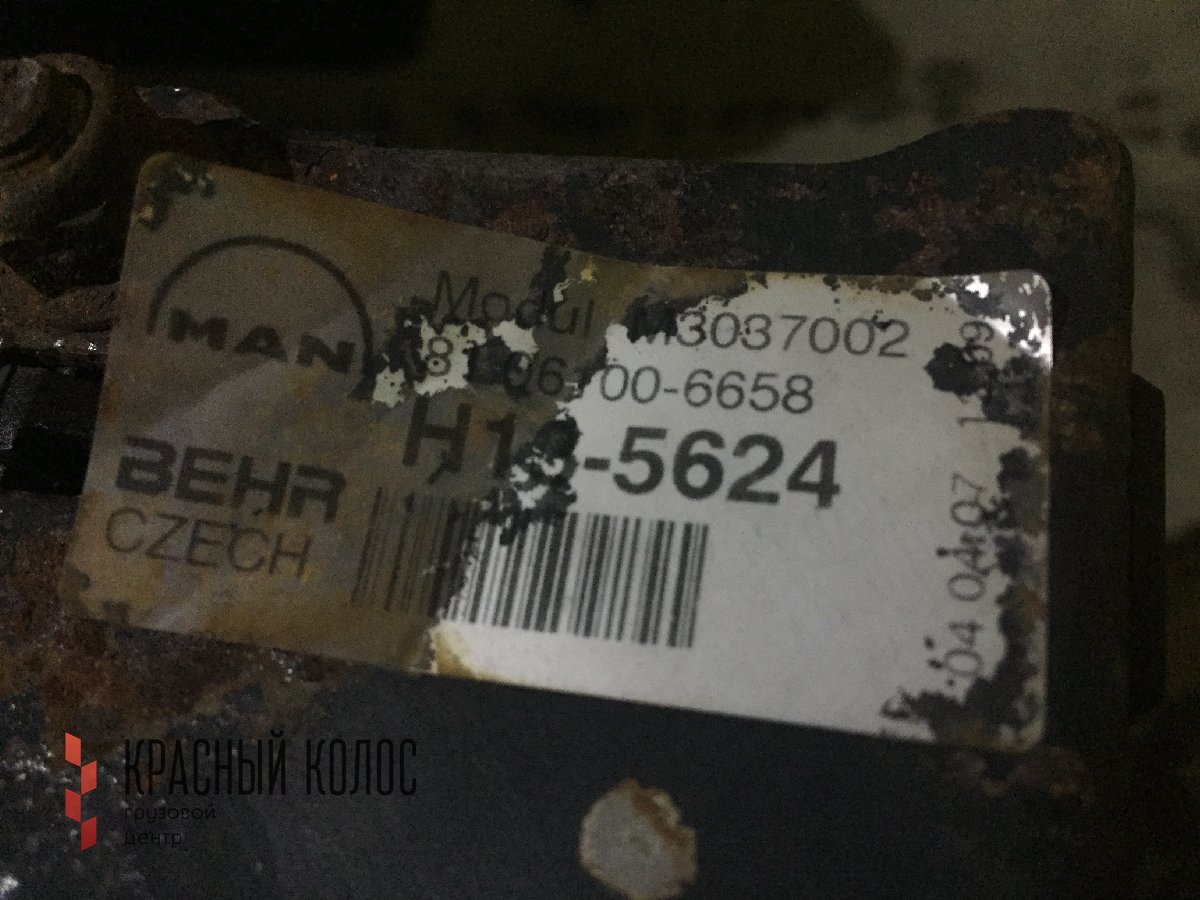 MAN
Modul M3037002
81.06100-6658
BEHR
CZECH
-5624
КРАСНЫЙ КОЛОС
грузовой
центр